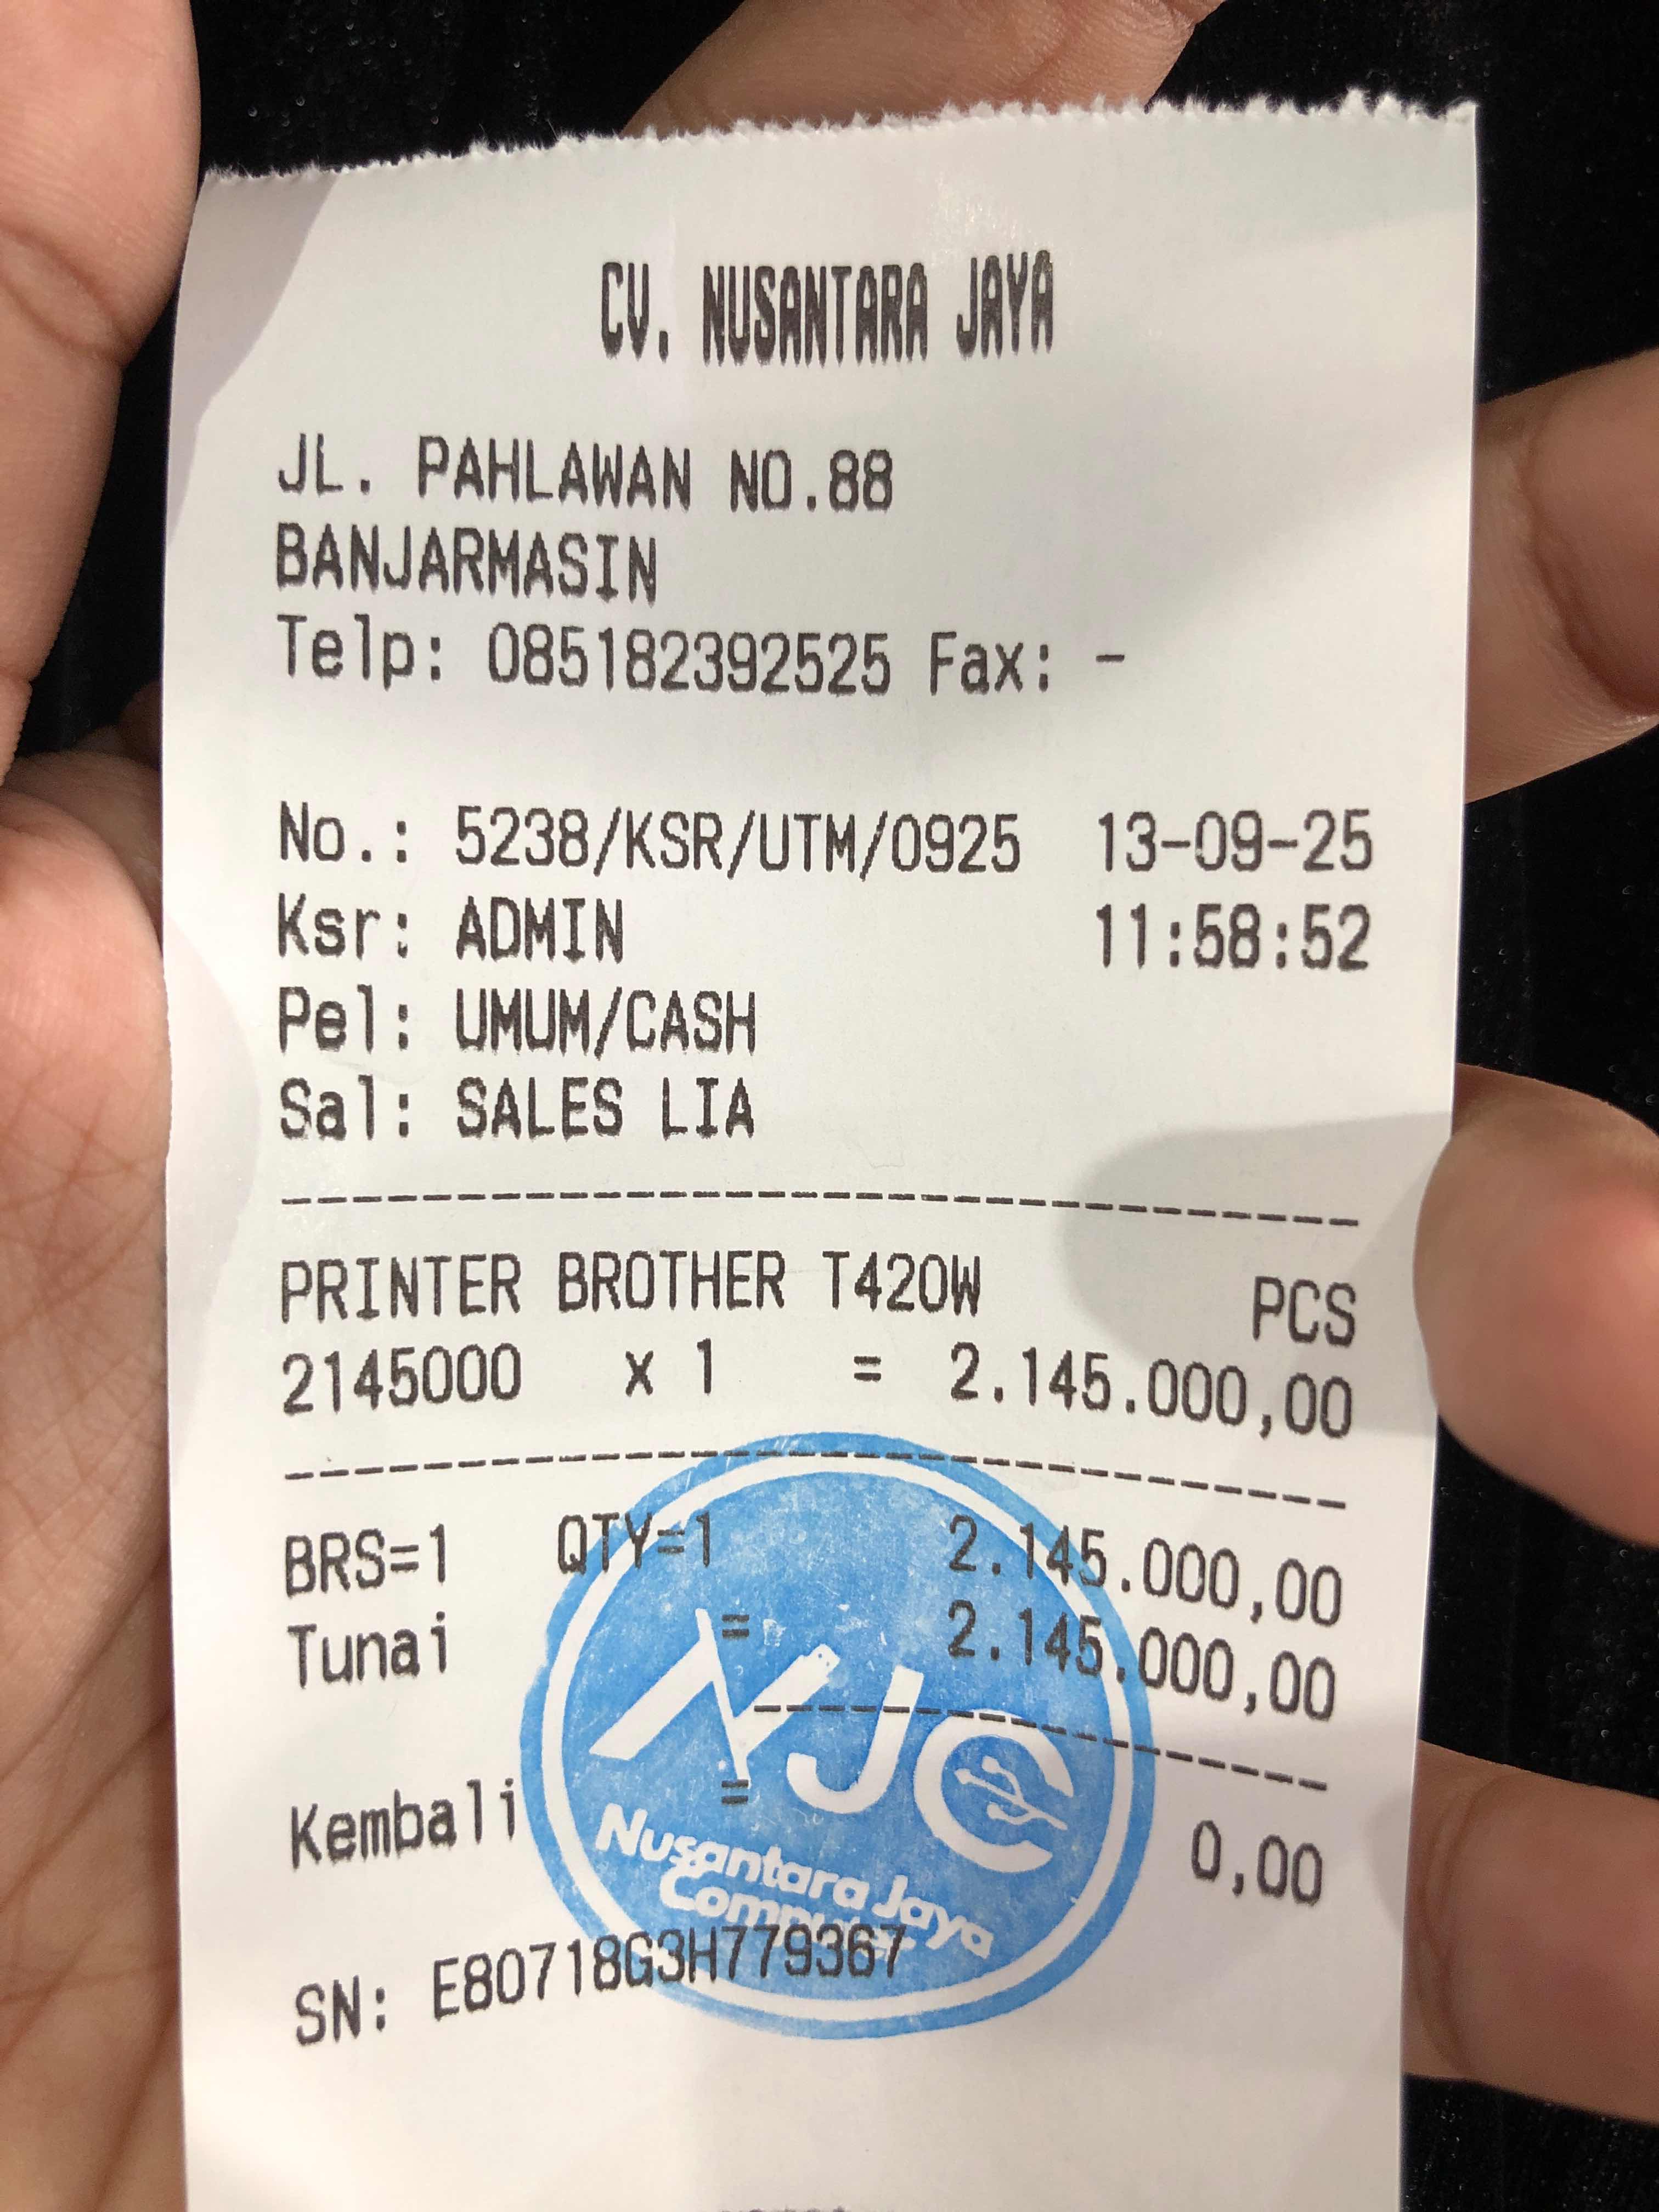 CV. NUSANTARA JAYA
JL. PAHLAWAN NO.88
BANJARMASIN
Telp: 085182392525 Fax: -
No.: 5238/KSR/UTM/0925 13-09-25
Ksr: ADMIN 11:58:52
Pel: UMUM/CASH
Sal: SALES LIA
PRINTER BROTHER T420W PCS
2145000 x 1 = 2.145.000,00
BRS=1 QTY=1 2.145.000,00
Tunai = 2.145.000,00
Kembali = 0,00
NJC
Nusantara Jaya
SN: E80718G3H779367